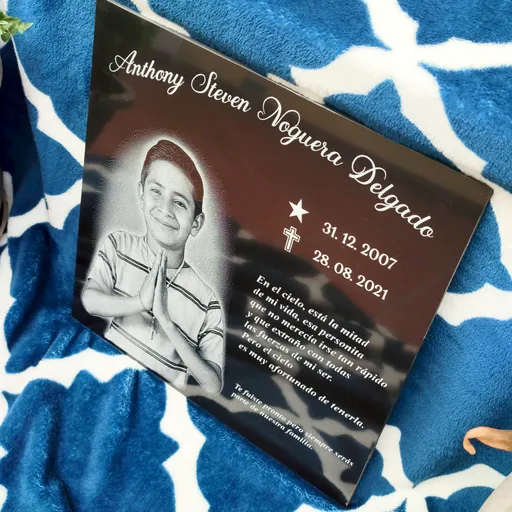 Anthony Steven Noguera Delgado
31. 12. 2007
28. 08. 2021
En el cielo, está la mitad
de mi vida, esa personita
que no merecía irse tan rápido
y que extraño con todas
las fuerzas de mi ser.
Pero el cielo
es muy afortunado de tenerla.
Te fuiste pronto pero siempre serás
parte de nuestra familia.